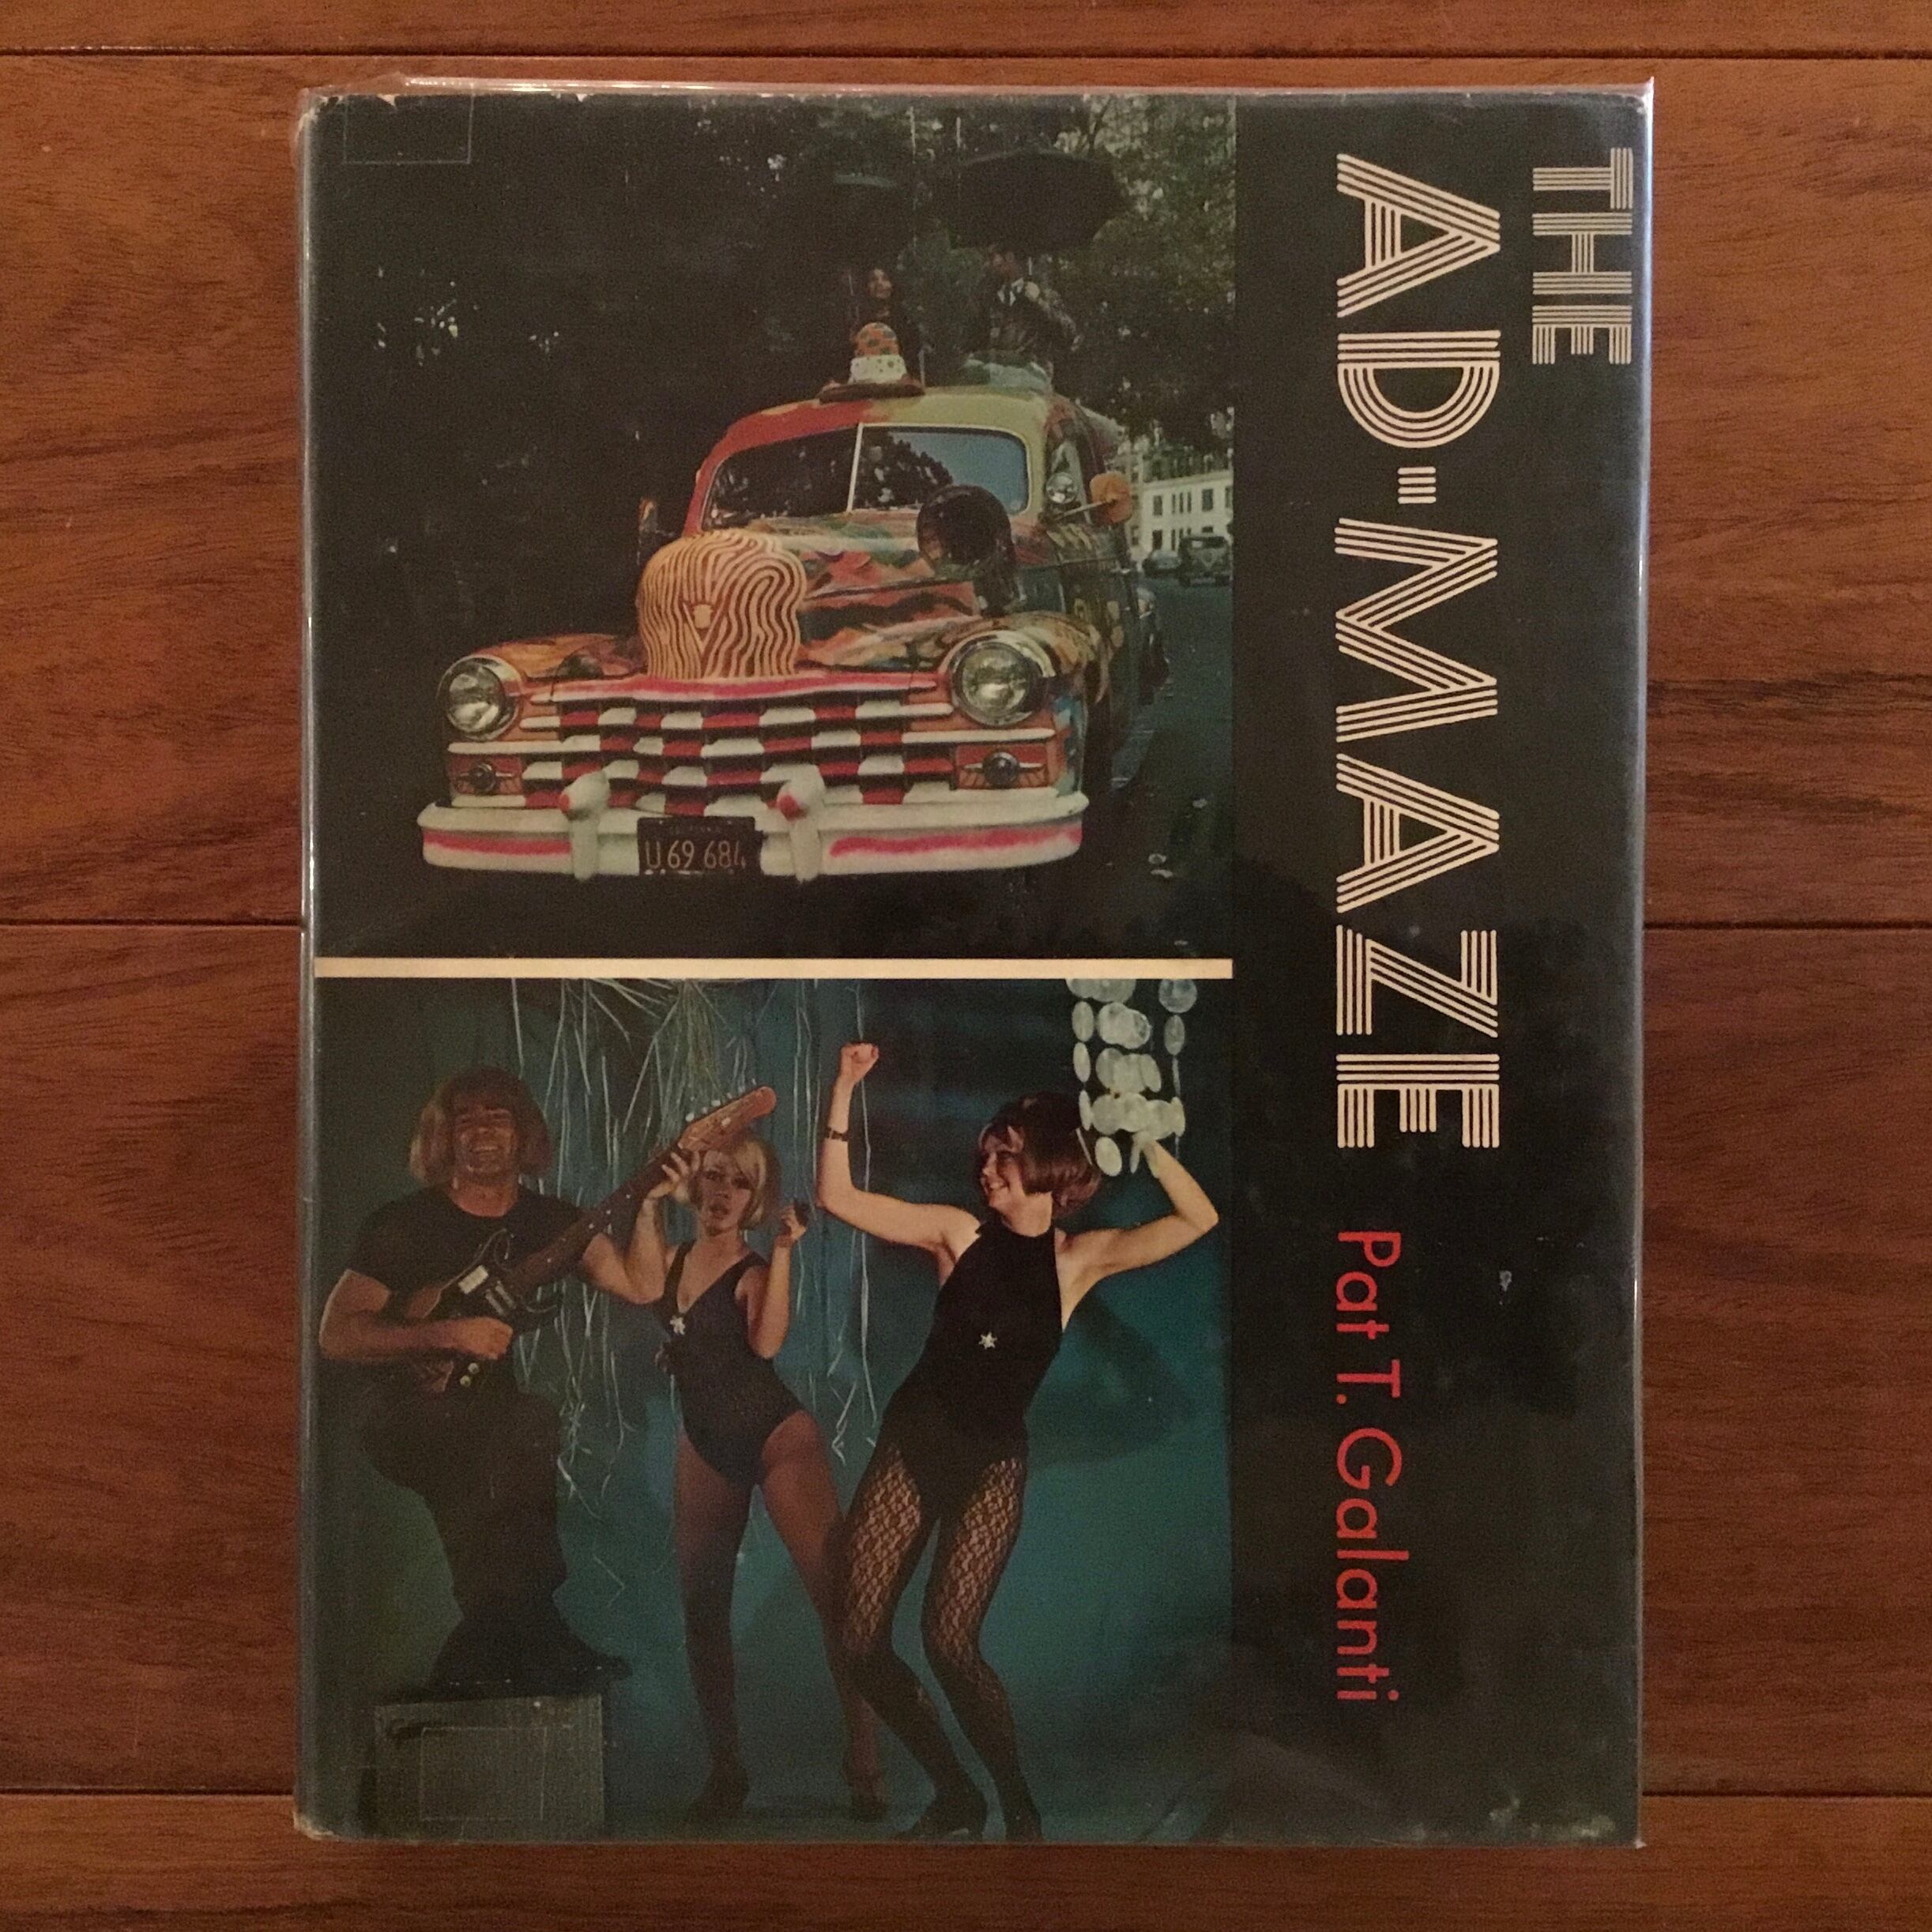 THE
AD-MAZE
Pat T. Galanti
U 69 684